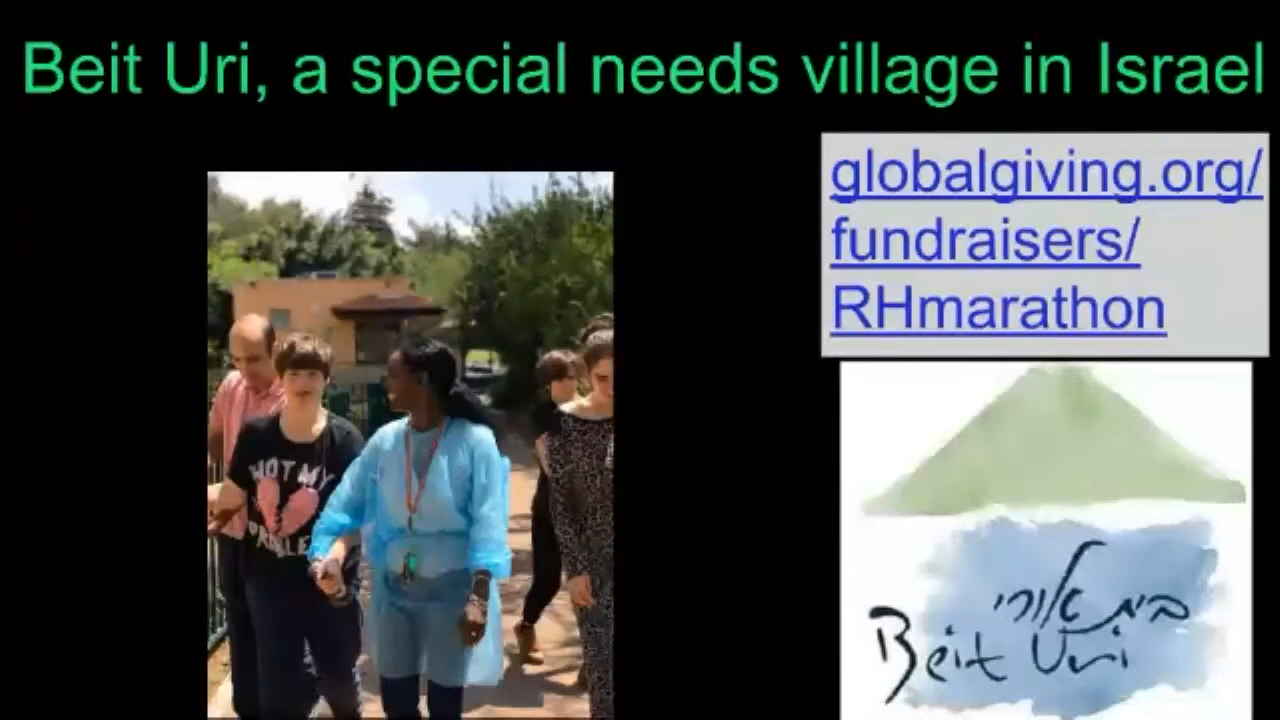 Beit Uri, a special needs village in Israel
globalgiving.org/
fundraisers/
RHmarathon
NOT MY
PROBLEM
בית אורי
Beit Uri